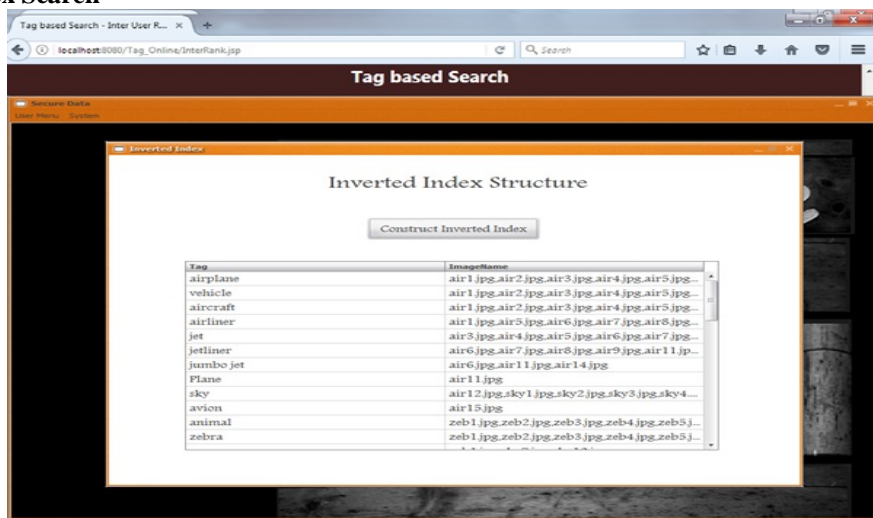 x Search
Tag based Search - Inter User R... × +
localhost:8080/Tag_Online/InterRank.jsp Search
Tag based Search
Secure Data
User Menu System
Inverted Index
Inverted Index Structure
Construct Inverted Index
Tag ImageName
airplane air1.jpg,air2.jpg,air3.jpg,air4.jpg,air5.jpg...
vehicle air1.jpg,air2.jpg,air3.jpg,air4.jpg,air5.jpg...
aircraft air1.jpg,air2.jpg,air3.jpg,air4.jpg,air5.jpg...
airliner air1.jpg,air5.jpg,air6.jpg,air7.jpg,air8.jpg...
jet air3.jpg,air4.jpg,air5.jpg,air6.jpg,air7.jpg...
jetliner air6.jpg,air7.jpg,air8.jpg,air9.jpg,air11.jp...
jumbo jet air6.jpg,air11.jpg,air14.jpg
Plane air11.jpg
sky air12.jpg,sky1.jpg,sky2.jpg,sky3.jpg,sky4....
avion air15.jpg
animal zeb1.jpg,zeb2.jpg,zeb3.jpg,zeb4.jpg,zeb5.j...
zebra zeb1.jpg,zeb2.jpg,zeb3.jpg,zeb4.jpg,zeb5.j...